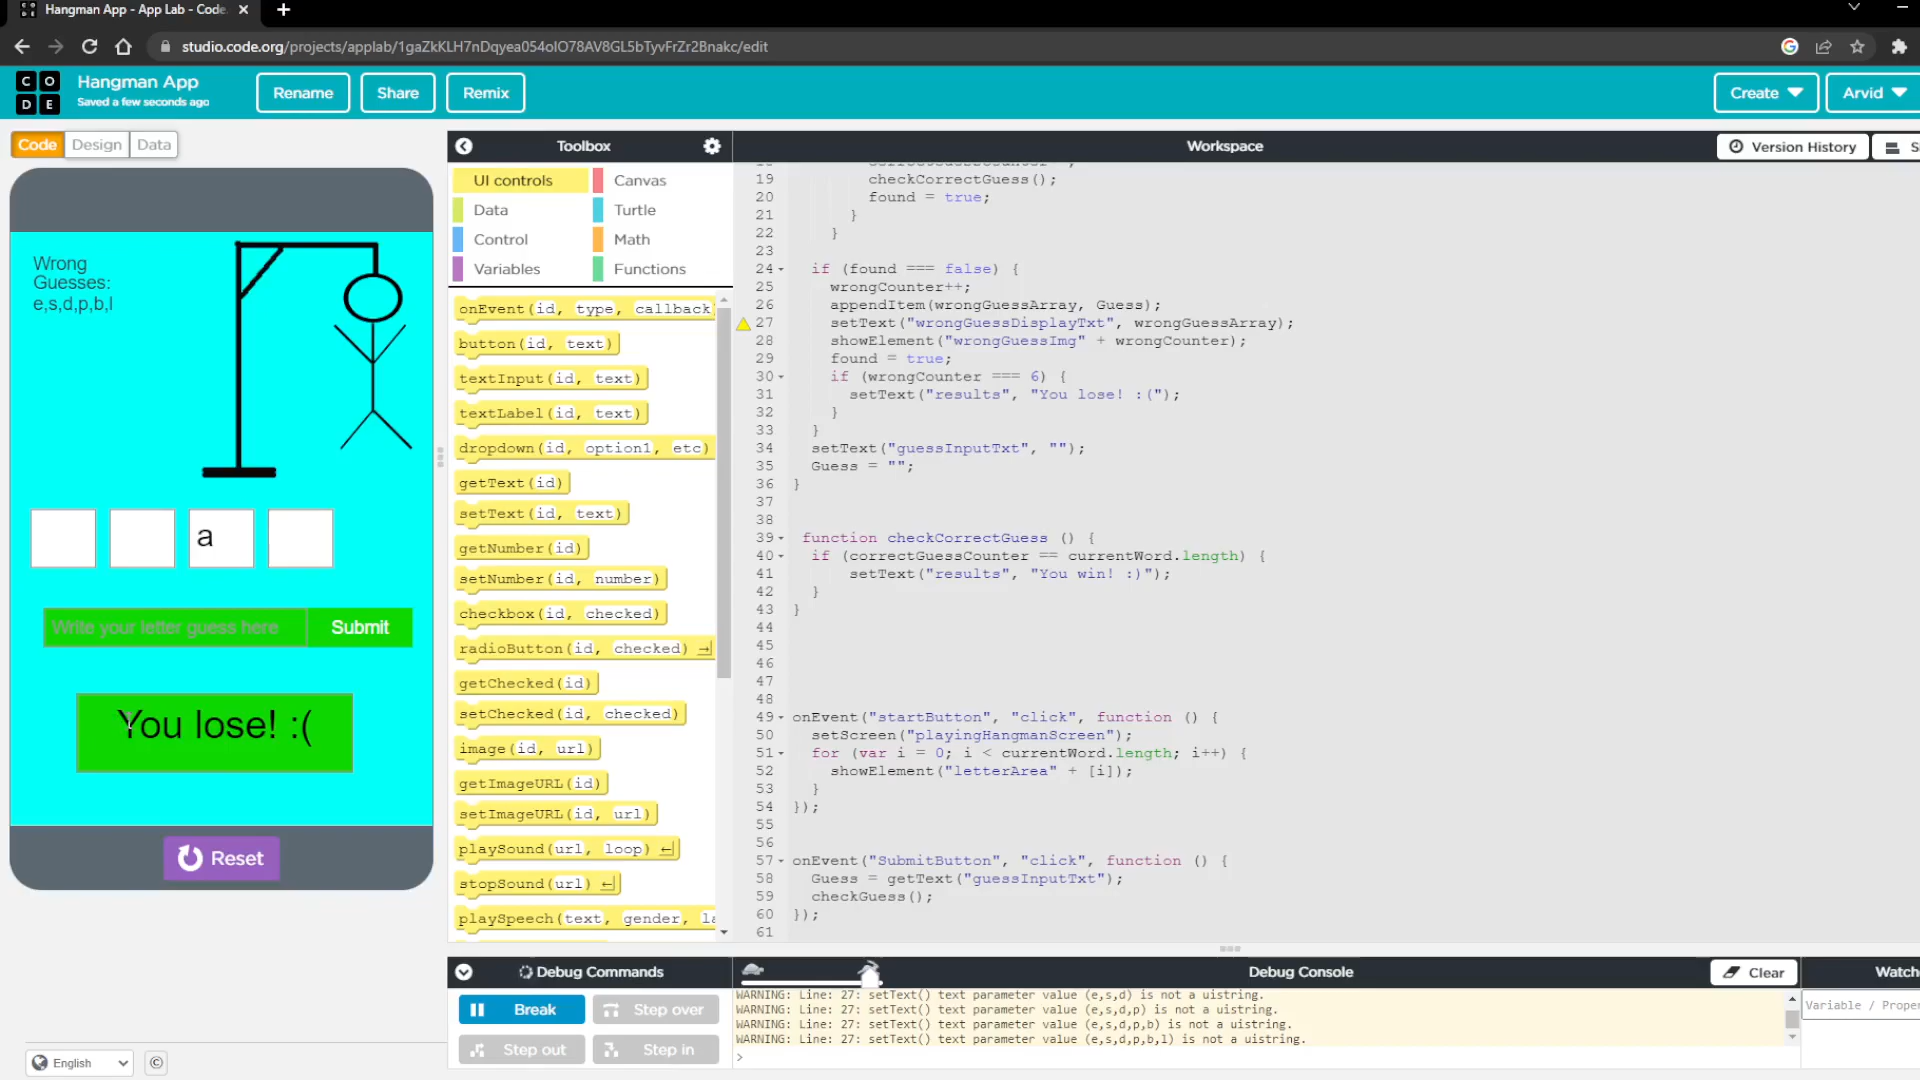 Hangman App - App Lab - Code.
studio.code.org/projects/applab/1gaZkKLH7nDqyea054oIO78AV8GL5bTyvFrZr2Bnakc/edit
C O
D E
Hangman App
Saved a few seconds ago
Rename
Share
Remix
Create
Arvid
Code
Design
Data
Toolbox
Workspace
Version History
UI controls
Canvas
Data
Turtle
Control
Math
Variables
Functions
onEvent(id, type, callback
button(id, text)
textInput(id, text)
textLabel(id, text)
dropdown(id, option1, etc)
getText(id)
setText(id, text)
getNumber(id)
setNumber(id, number)
checkbox(id, checked)
radioButton(id, checked)
getChecked(id)
setChecked(id, checked)
image(id, url)
getImageURL(id)
setImageURL(id, url)
playSound(url, loop)
stopSound(url)
playSpeech(text, gender, la
Wrong
Guesses:
e,s,d,p,b,l
a
Write your letter guess here
Submit
You lose! :(
Reset
19 checkCorrectGuess();
20 found = true;
21 }
22 }
23
24 if (found === false) {
25 wrongCounter++;
26 appendItem(wrongGuessArray, Guess);
27 setText("wrongGuessDisplayTxt", wrongGuessArray);
28 showElement("wrongGuessImg" + wrongCounter);
29 found = true;
30 if (wrongCounter === 6) {
31 setText("results", "You lose! :(");
32 }
33 }
34 setText("guessInputTxt", "");
35 Guess = "";
36 }
37
38
39 function checkCorrectGuess () {
40 if (correctGuessCounter == currentWord.length) {
41 setText("results", "You win! :)");
42 }
43 }
44
45
46
47
48
49 onEvent("startButton", "click", function () {
50 setScreen("playingHangmanScreen");
51 for (var i = 0; i < currentWord.length; i++) {
52 showElement("letterArea" + [i]);
53 }
54 });
55
56
57 onEvent("SubmitButton", "click", function () {
58 Guess = getText("guessInputTxt");
59 checkGuess();
60 });
61
Debug Commands
Debug Console
Clear
Watch
Break
Step over
Step out
Step in
WARNING: Line: 27: setText() text parameter value (e,s,d) is not a uistring.
WARNING: Line: 27: setText() text parameter value (e,s,d,p) is not a uistring.
WARNING: Line: 27: setText() text parameter value (e,s,d,p,b) is not a uistring.
WARNING: Line: 27: setText() text parameter value (e,s,d,p,b,l) is not a uistring.
>
Variable / Proper
English
©